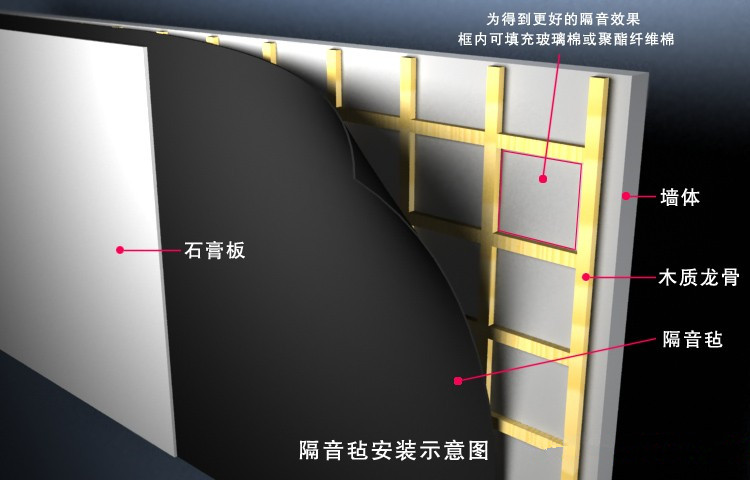 为得到更好的隔音效果
框内可填充玻璃棉或聚酯纤维棉
墙体
石膏板
木质龙骨
隔音毡
隔音毡安装示意图